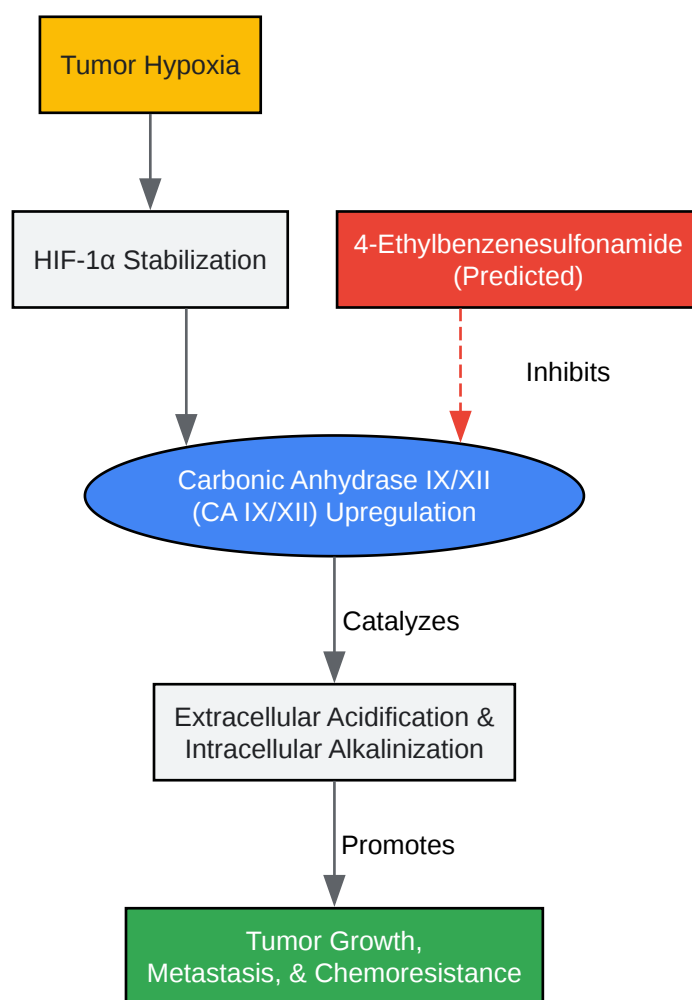 Tumor Hypoxia
HIF-1α Stabilization
4-Ethylbenzenesulfonamide
(Predicted)
Inhibits
Carbonic Anhydrase IX/XII
(CA IX/XII) Upregulation
Catalyzes
Extracellular Acidification &
Intracellular Alkalinization
Promotes
Tumor Growth,
Metastasis, & Chemoresistance